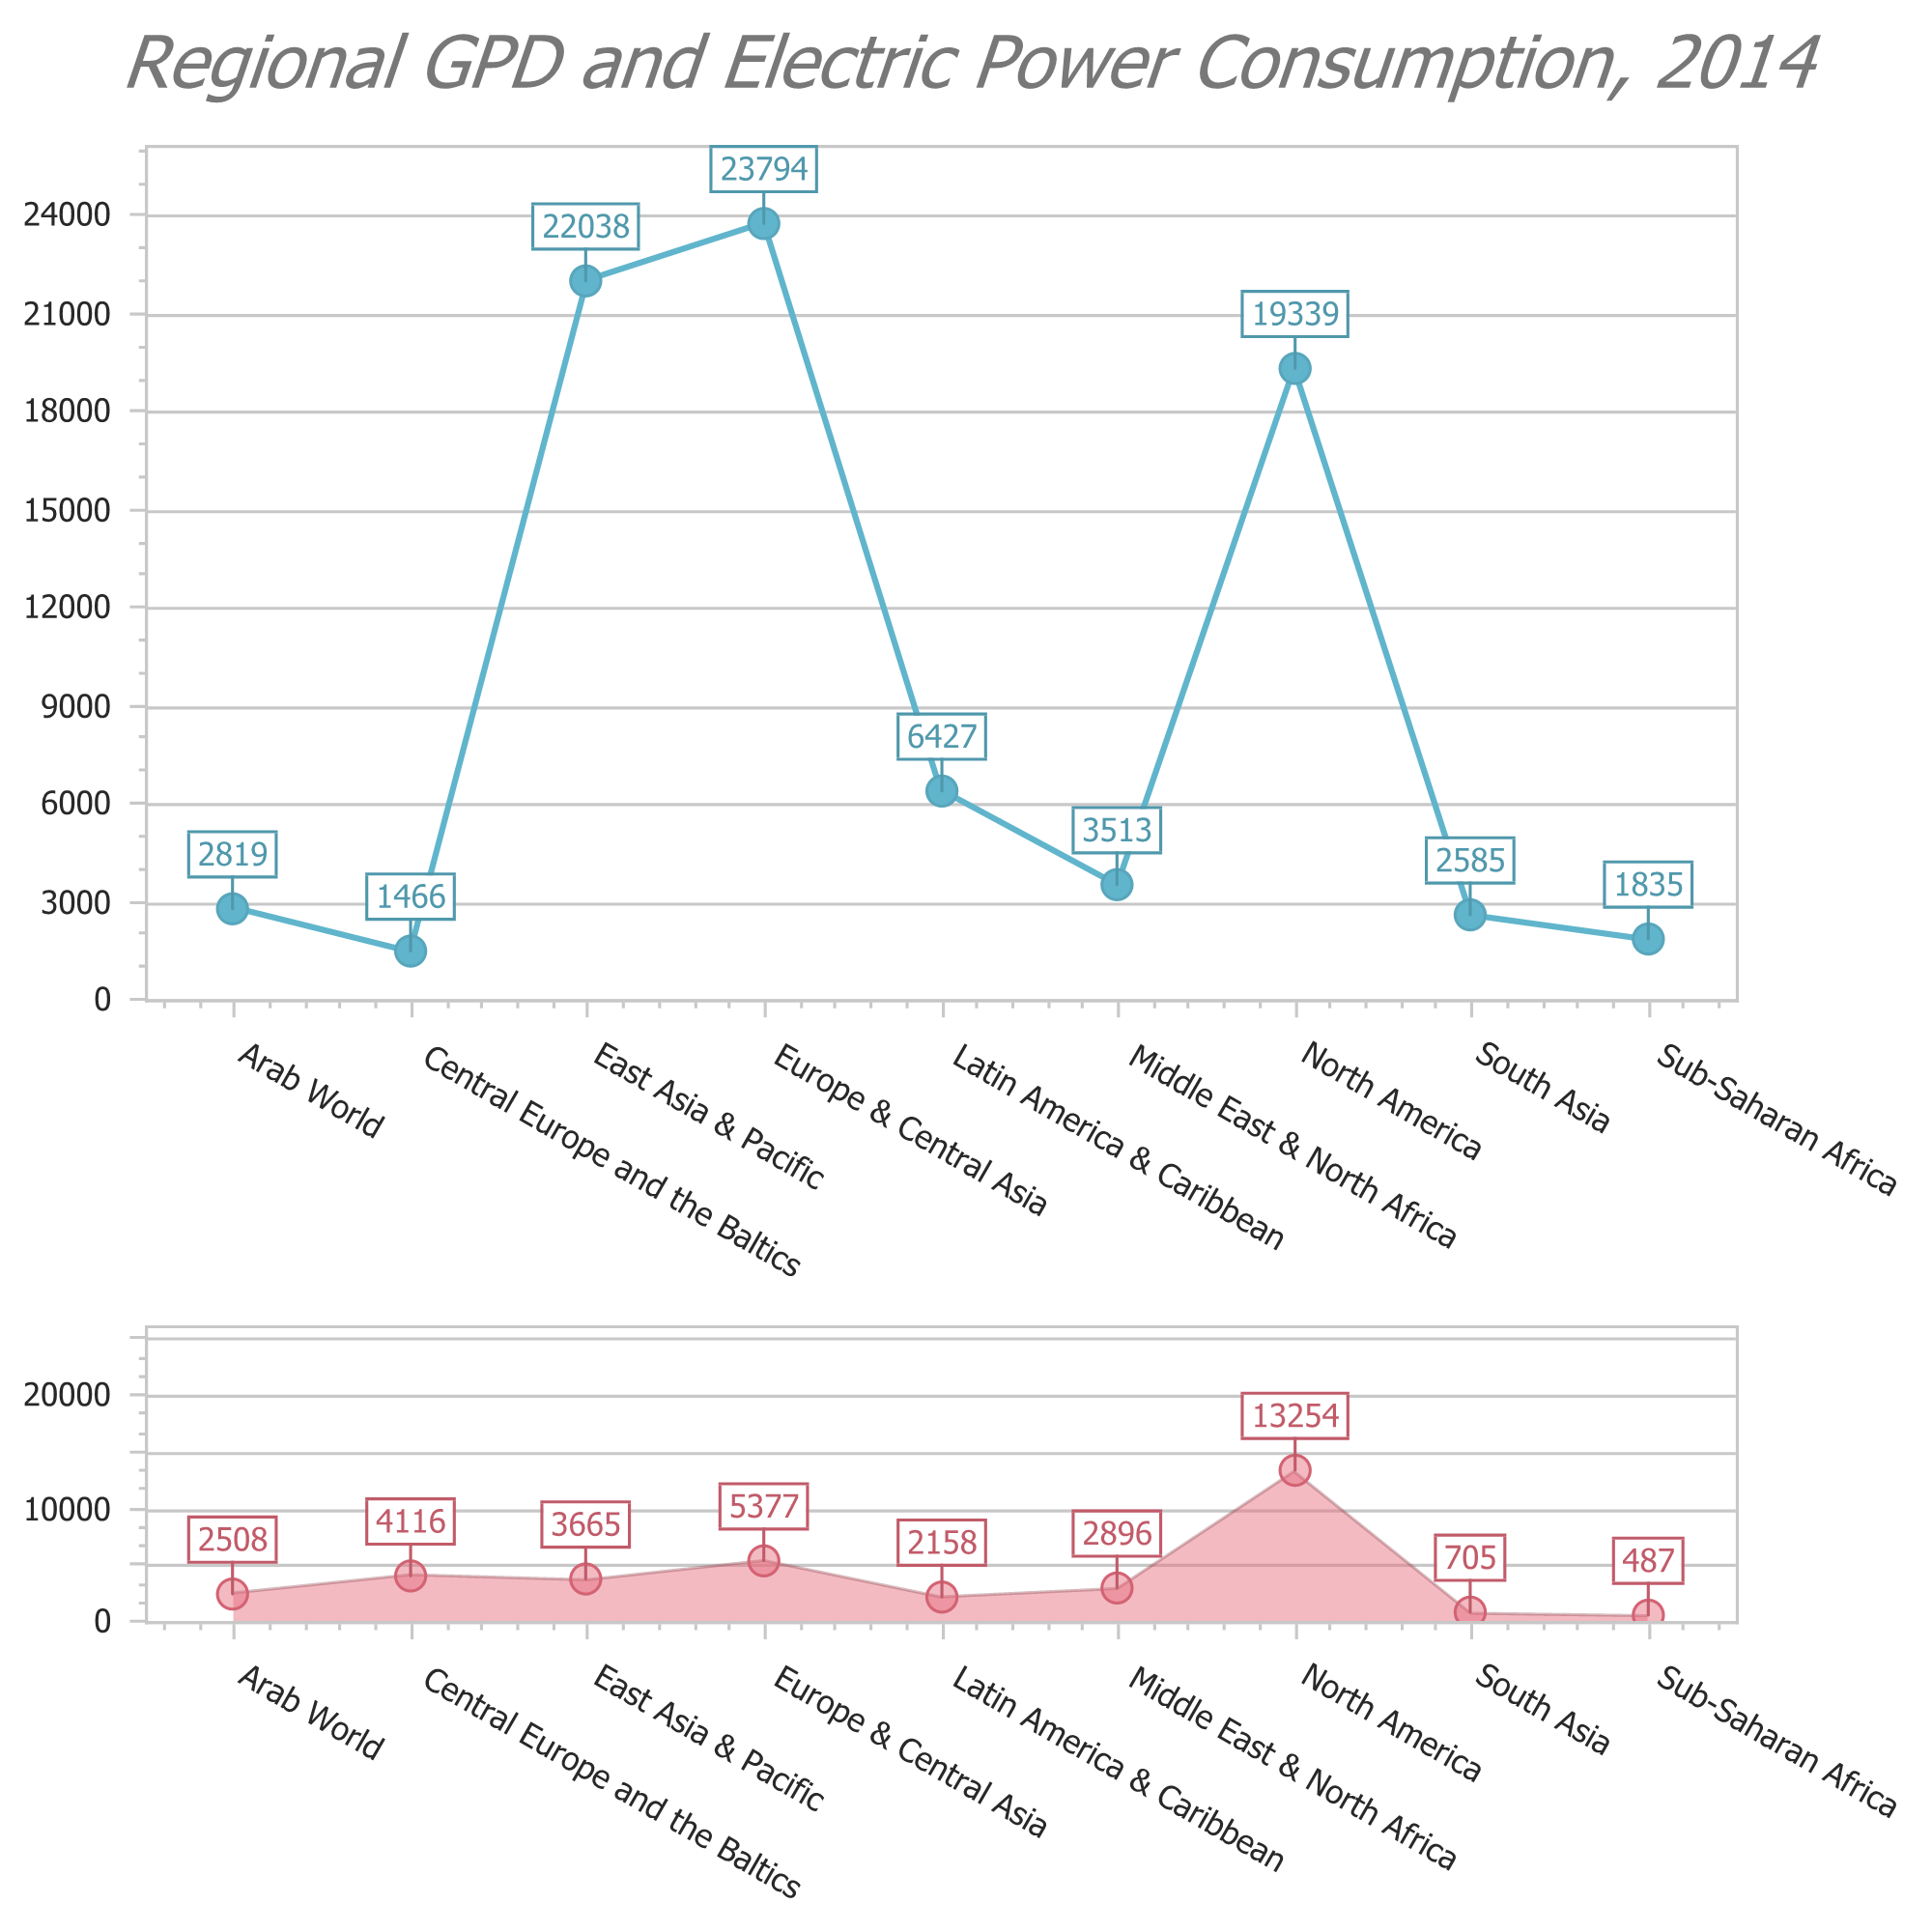 Regional GPD and Electric Power Consumption, 2014
24000
21000
18000
15000
12000
9000
6000
3000
0
2819
1466
22038
23794
6427
3513
19339
2585
1835
Arab World
Central Europe and the Baltics
East Asia & Pacific
Europe & Central Asia
Latin America & Caribbean
Middle East & North Africa
North America
South Asia
Sub-Saharan Africa
20000
10000
0
2508
4116
3665
5377
2158
2896
13254
705
487
Arab World
Central Europe and the Baltics
East Asia & Pacific
Europe & Central Asia
Latin America & Caribbean
Middle East & North Africa
North America
South Asia
Sub-Saharan Africa